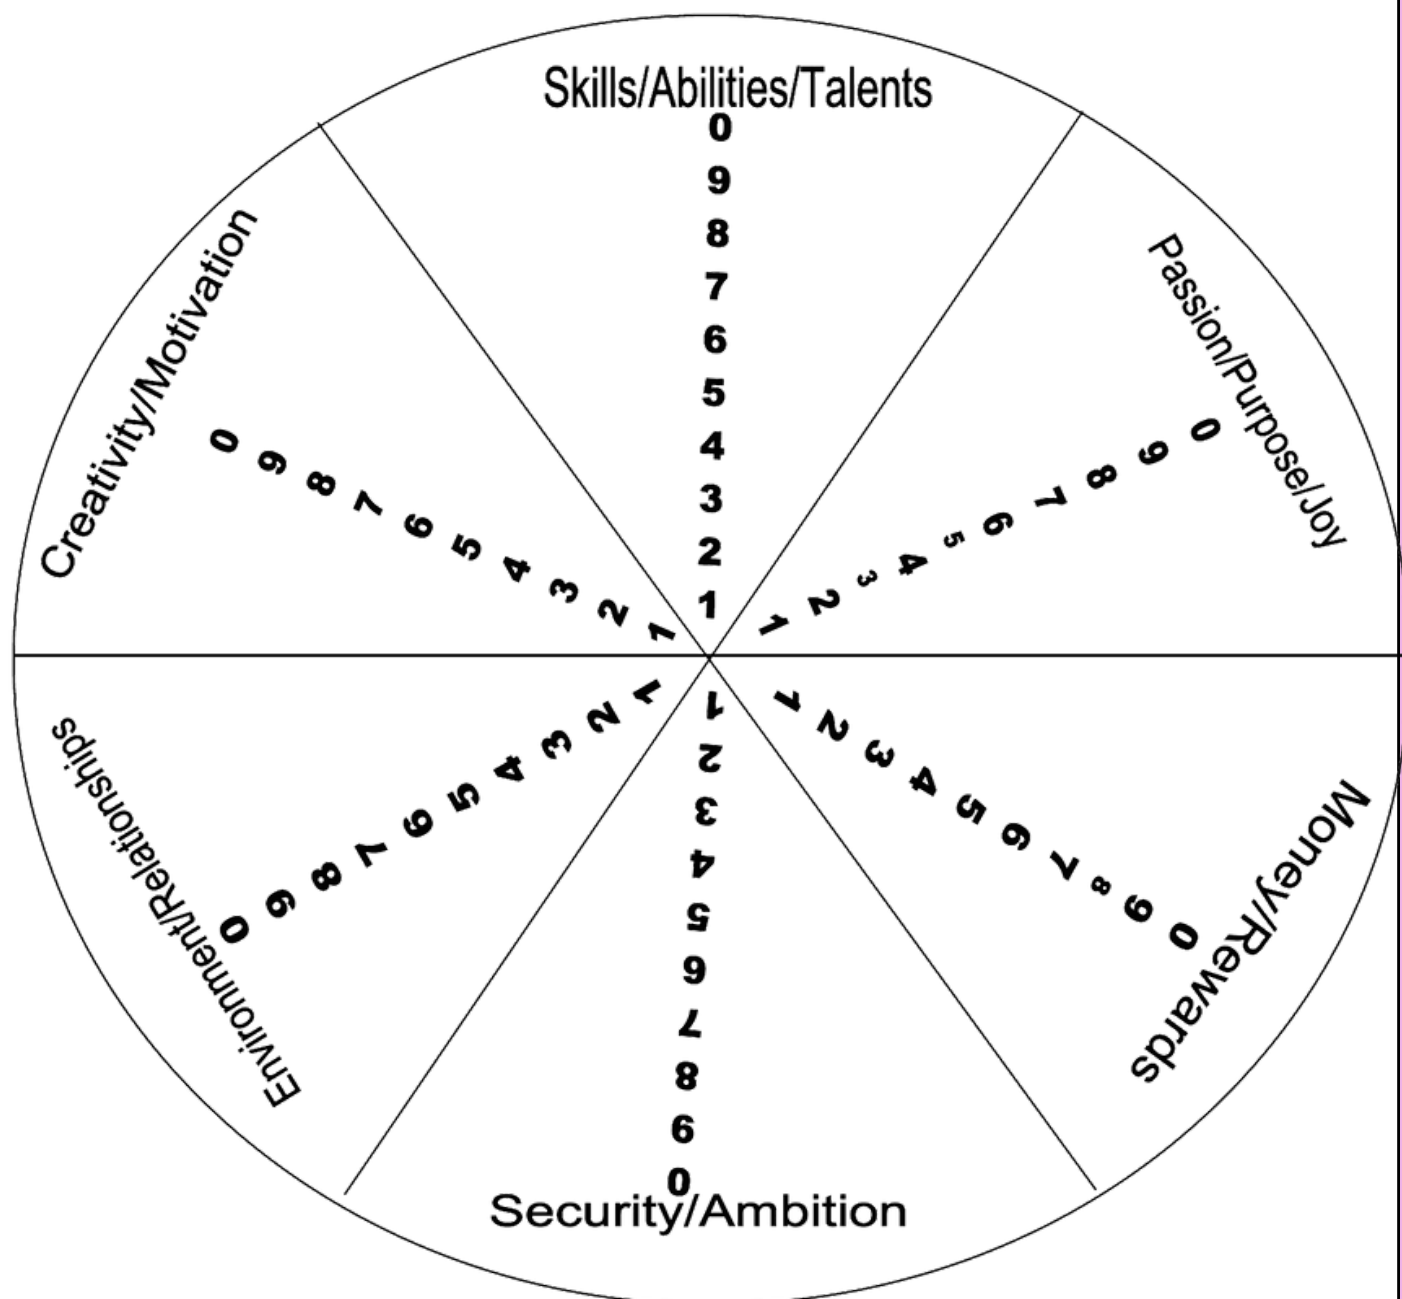 Skills/Abilities/Talents
0
9
8
7
6
5
4
3
2
1
Passion/Purpose/Joy
1 2 3 4 5 6 7 8 9 0
Money/Rewards
1 2 3 4 5 6 7 8 9 0
1
2
3
4
5
6
7
8
9
0
Security/Ambition
Environment/Relationships
1 2 3 4 5 6 7 8 9 0
Creativity/Motivation
0 9 8 7 6 5 4 3 2 1